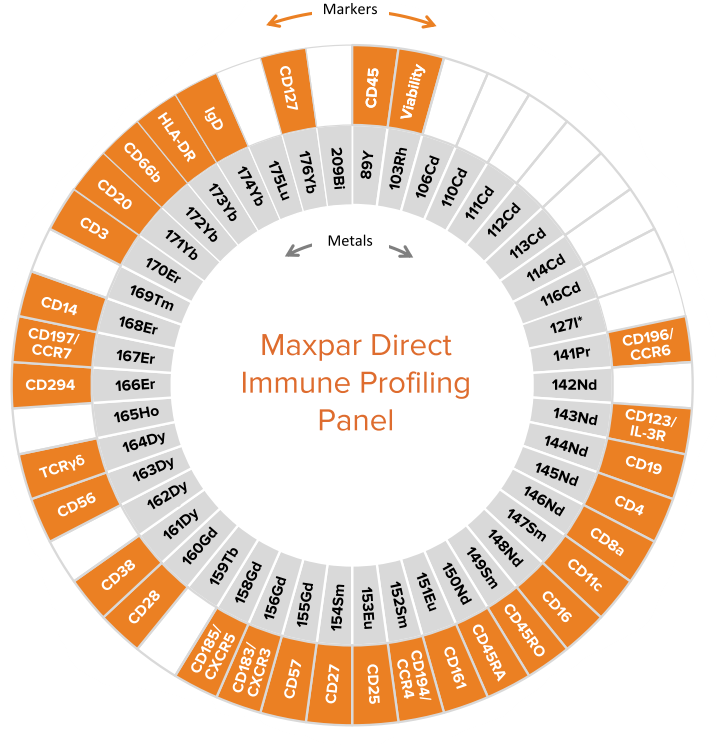 Markers
CD45
Viability
CD196/
CCR6
CD123/
IL-3R
CD19
CD4
CD8a
CD11c
CD16
CD45RO
CD45RA
CD161
CD194/
CCR4
CD25
CD27
CD57
CD183/
CXCR3
CD185/
CXCR5
CD28
CD38
CD56
TCRγδ
CD294
CD197/
CCR7
CD14
CD3
CD20
CD66b
HLA-DR
IgD
CD127
89Y
103Rh
106Cd
110Cd
111Cd
112Cd
113Cd
114Cd
116Cd
127I*
141Pr
142Nd
143Nd
144Nd
145Nd
146Nd
147Sm
148Nd
149Sm
150Nd
151Eu
152Sm
153Eu
154Sm
155Gd
156Gd
158Gd
159Tb
160Gd
161Dy
162Dy
163Dy
164Dy
165Ho
166Er
167Er
168Er
169Tm
170Er
171Yb
172Yb
173Yb
174Yb
175Lu
176Yb
209Bi
Metals
Maxpar Direct
Immune Profiling
Panel